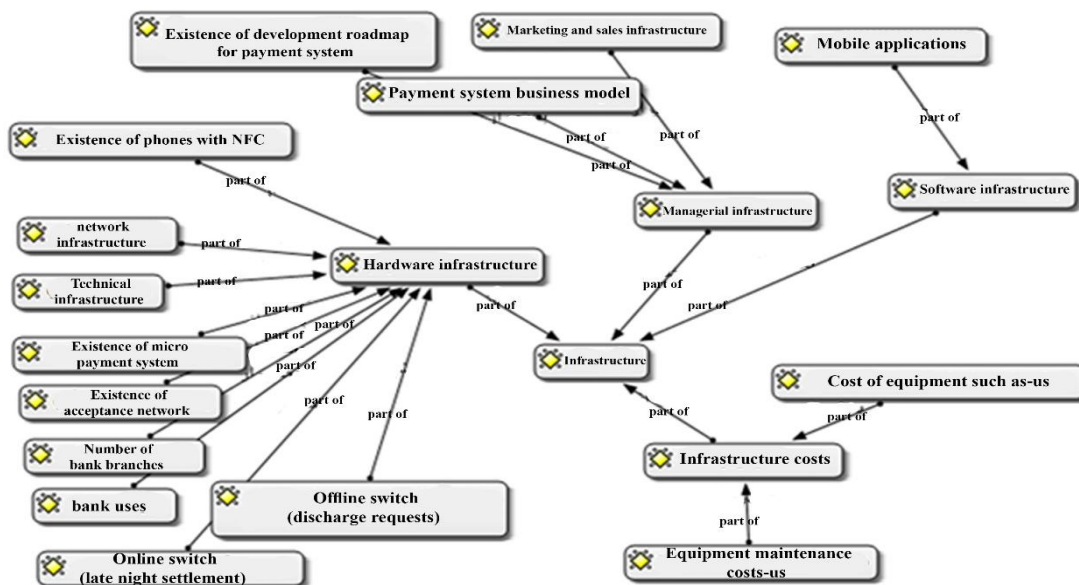 Existence of development roadmap
for payment system
Marketing and sales infrastructure
Mobile applications
Payment system business model
part of
part of
part of
part of
Existence of phones with NFC
part of
Software infrastructure
Managerial infrastructure
network
infrastructure
part of
Hardware infrastructure
Technical
infrastructure
part of
part of
part of
part of
part of
part of
part of
part of
Existence of micro
payment system
Infrastructure
Cost of equipment such as-us
Existence of
acceptance network
part of
part of
part of
part of
Number of
bank branches
Infrastructure costs
bank uses
Offline switch
(discharge requests)
part of
Online switch
(late night settlement)
Equipment maintenance
costs-us